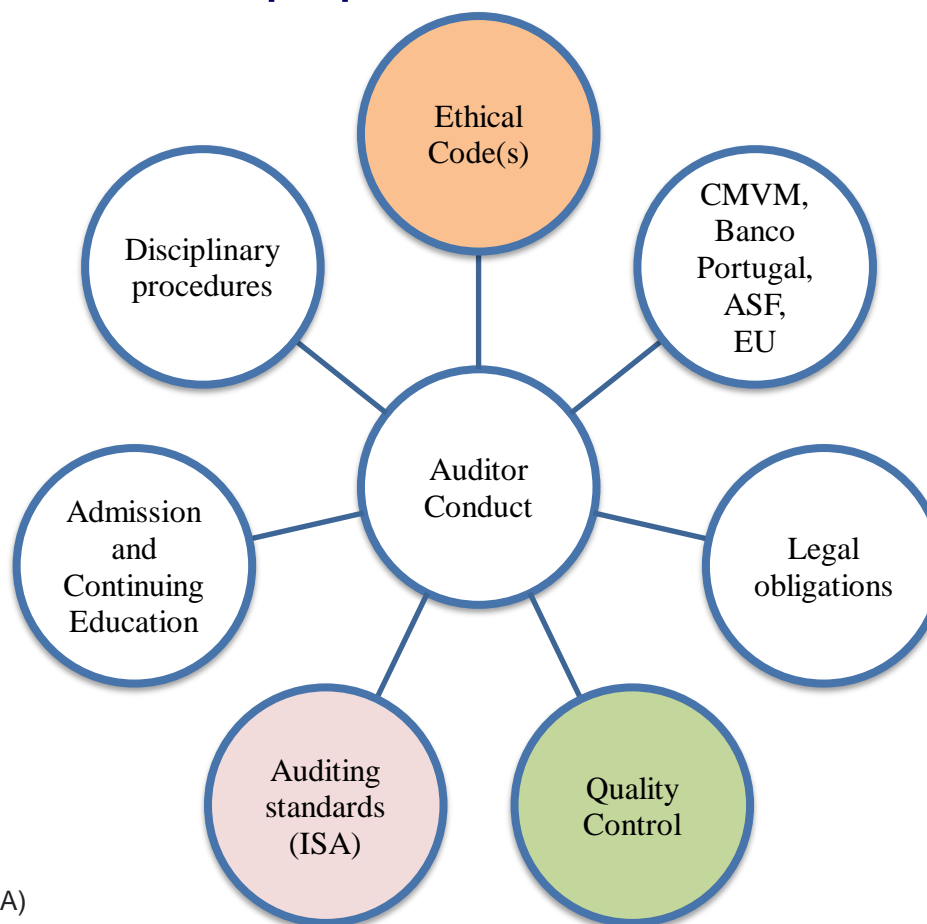 Ethical
Code(s)
CMVM,
Banco
Portugal,
ASF,
EU
Disciplinary
procedures
Auditor
Conduct
Admission
and
Continuing
Education
Legal
obligations
Auditing
standards
(ISA)
Quality
Control
A)